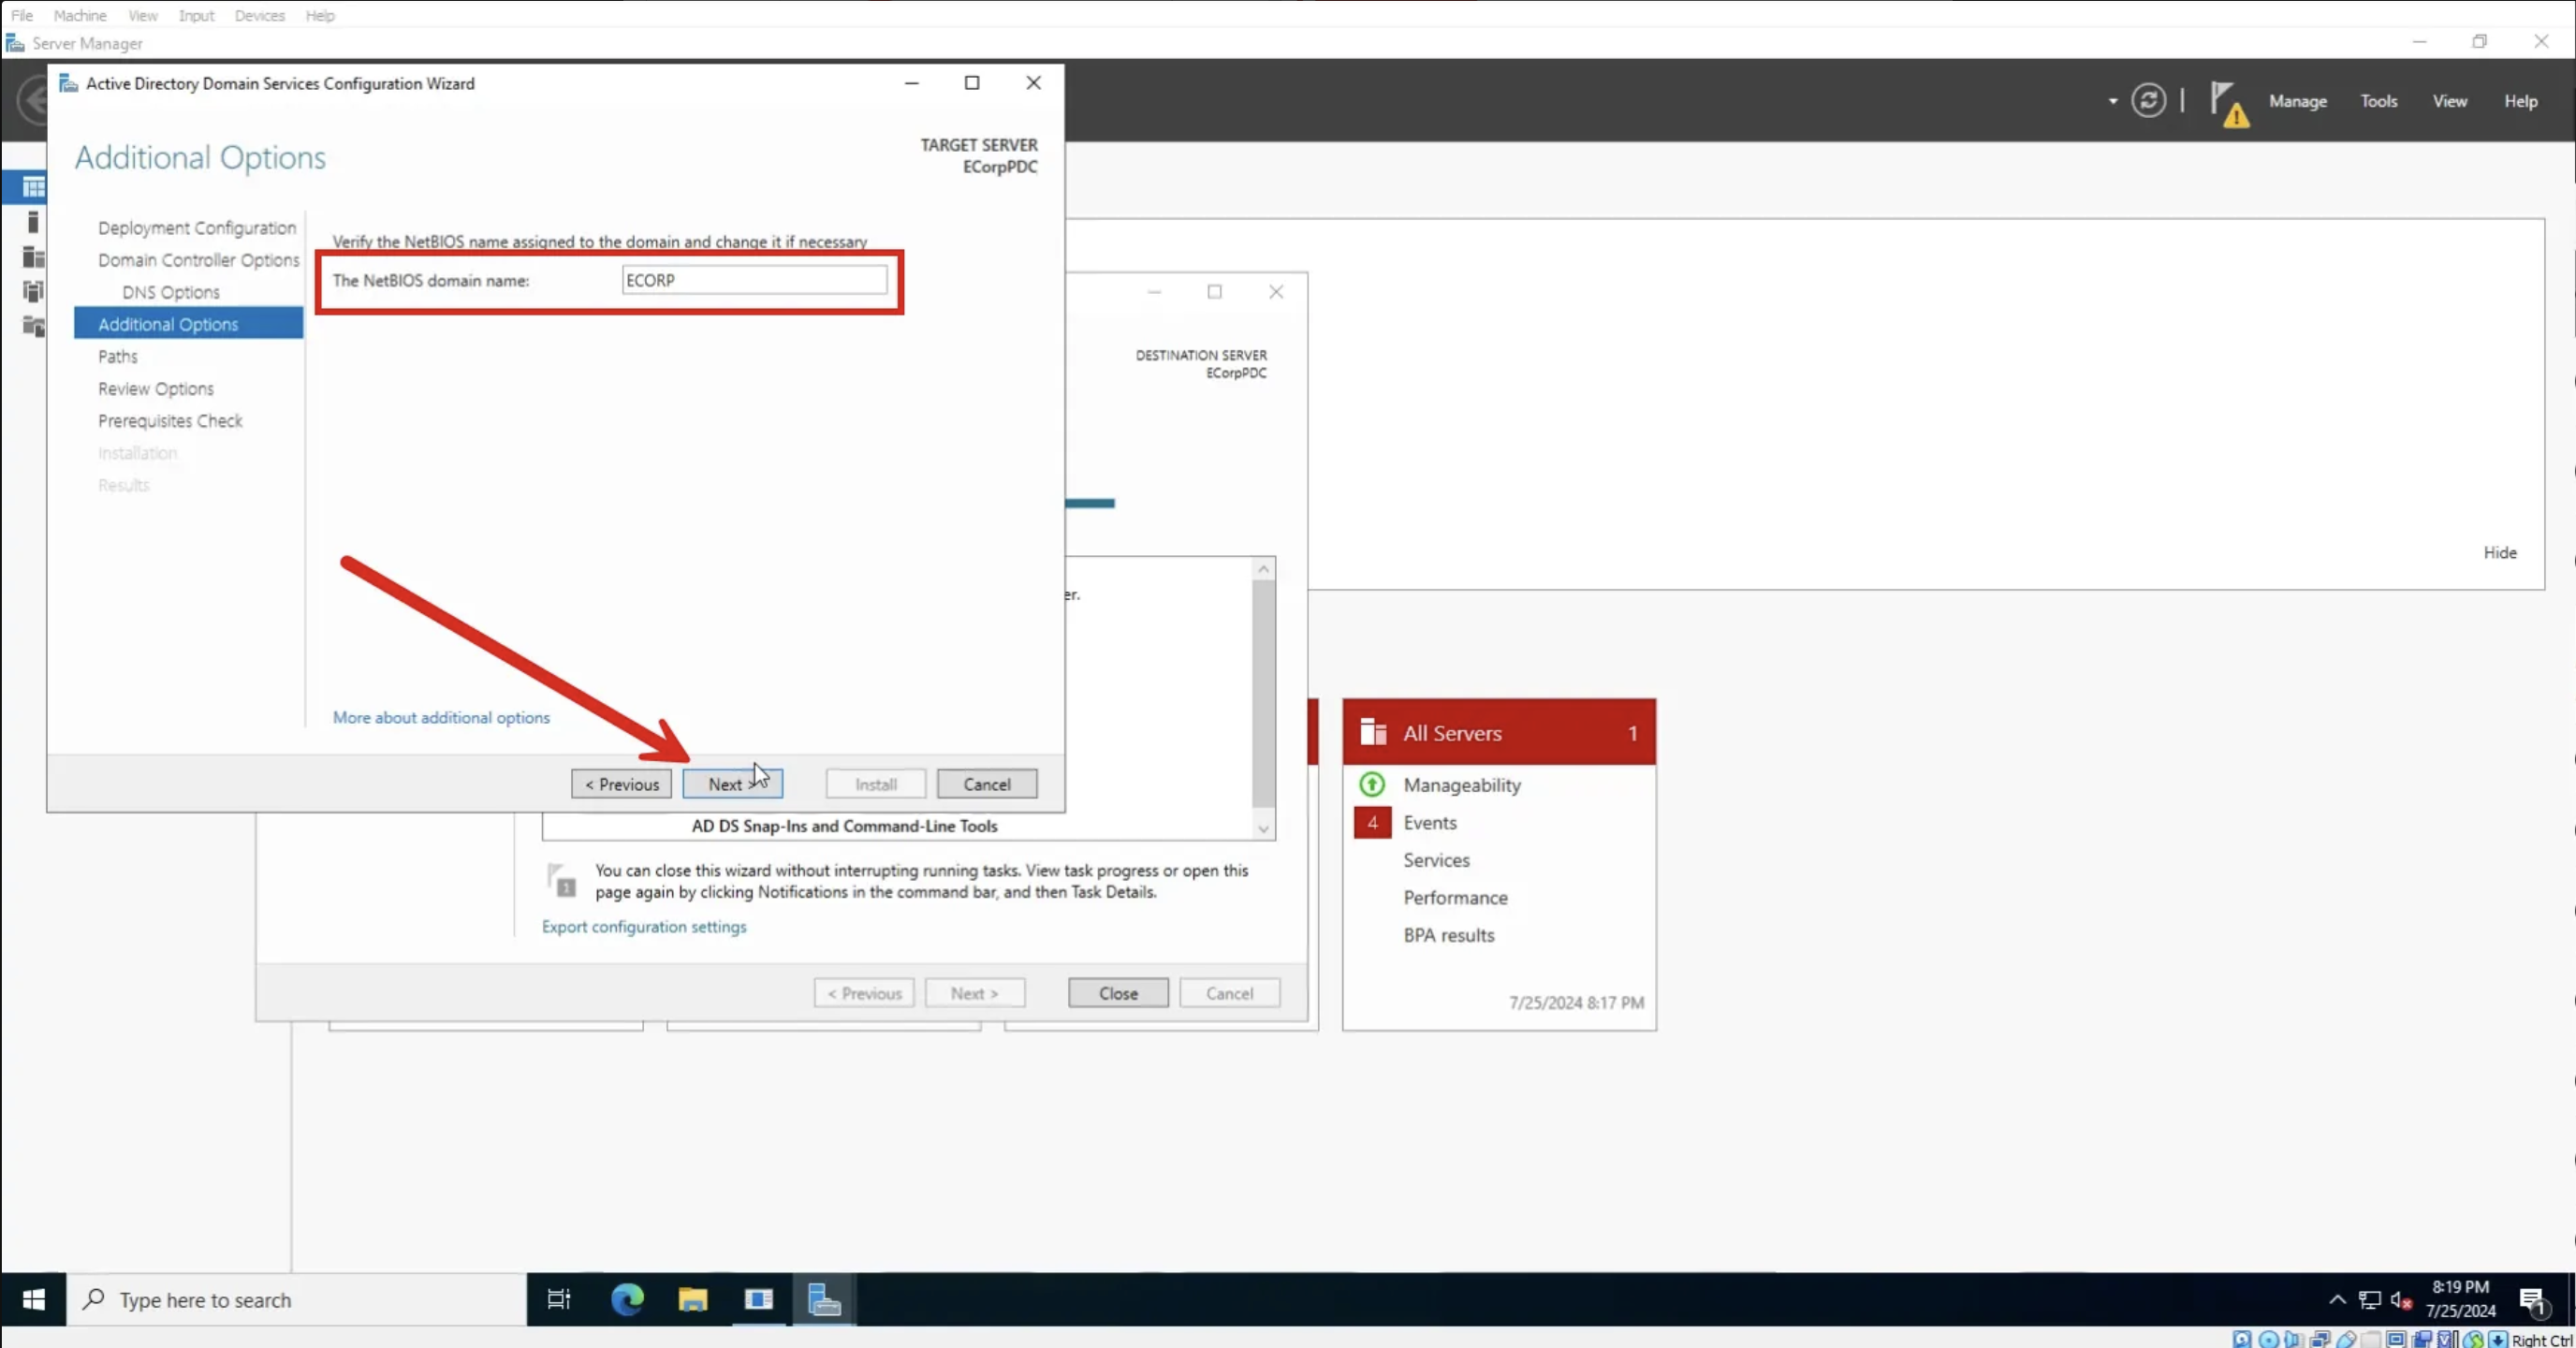 File Machine View Input Devices Help
Server Manager
Active Directory Domain Services Configuration Wizard
Manage Tools View Help
Additional Options
TARGET SERVER
ECorpPDC
Deployment Configuration
Domain Controller Options
DNS Options
Additional Options
Paths
Review Options
Prerequisites Check
Installation
Results
Verify the NetBIOS name assigned to the domain and change it if necessary
The NetBIOS domain name: ECORP
More about additional options
< Previous Next > Install Cancel
DESTINATION SERVER
ECorpPDC
er.
Hide
AD DS Snap-Ins and Command-Line Tools
1
You can close this wizard without interrupting running tasks. View task progress or open this
page again by clicking Notifications in the command bar, and then Task Details.
Export configuration settings
< Previous Next > Close Cancel
All Servers 1
Manageability
4 Events
Services
Performance
BPA results
7/25/2024 8:17 PM
Type here to search
8:19 PM
7/25/2024
1
Right Ctrl